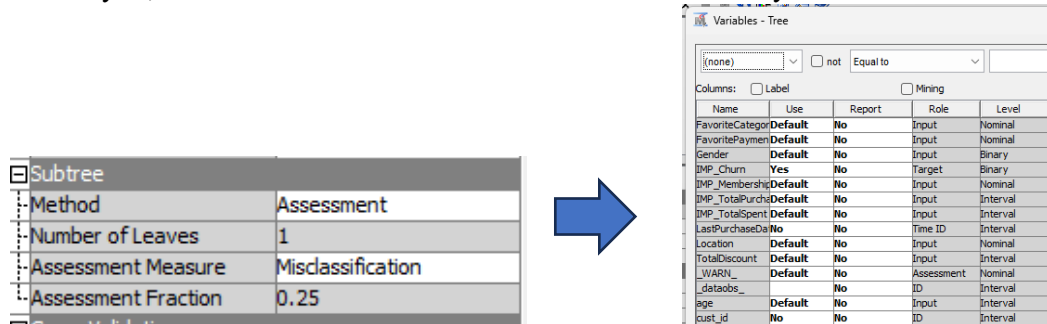 Subtree
Method Assessment
Number of Leaves 1
Assessment Measure Misclassification
Assessment Fraction 0.25
Variables - Tree
(none) not Equal to
Columns: Label Mining
Name Use Report Role Level
FavoriteCategor Default No Input Nominal
FavoritePaymen Default No Input Nominal
Gender Default No Input Binary
IMP_Churn Yes No Target Binary
IMP_Membership Default No Input Nominal
IMP_TotalPurcha Default No Input Interval
IMP_TotalSpent Default No Input Interval
LastPurchaseDa No No Time ID Interval
Location Default No Input Nominal
TotalDiscount Default No Input Interval
_WARN_ Default No Assessment Nominal
_dataobs_ No ID Interval
age Default No Input Interval
cust_id No No ID Interval